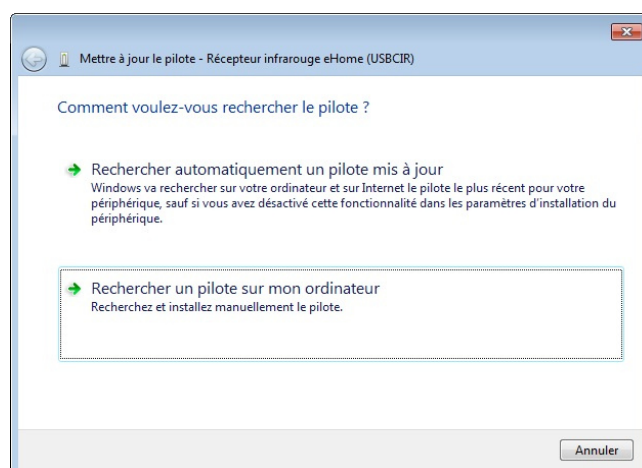 Mettre à jour le pilote - Récepteur infrarouge eHome (USBCIR)
Comment voulez-vous rechercher le pilote ?
Rechercher automatiquement un pilote mis à jour
Windows va rechercher sur votre ordinateur et sur Internet le pilote le plus récent pour votre
périphérique, sauf si vous avez désactivé cette fonctionnalité dans les paramètres d'installation du
périphérique.
Rechercher un pilote sur mon ordinateur
Recherchez et installez manuellement le pilote.
Annuler